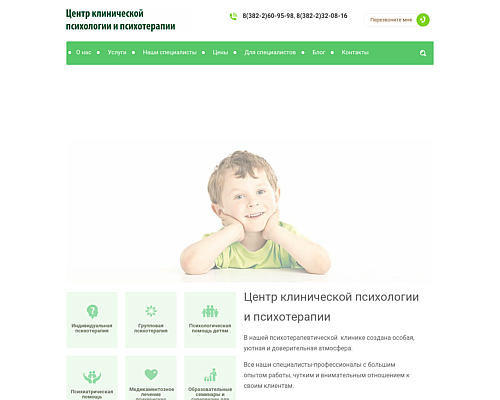 Центр клинической
психологии и психотерапии
8(382-2)60-95-98, 8(382-2)32-08-16
Перезвоните мне
О нас
Услуги
Наши специалисты
Цены
Для специалистов
Блог
Контакты
Центр клинической психологии
и психотерапии
Индивидуальная
психотерапия
Групповая
психотерапия
Психологическая
помощь детям
В нашей психотерапевтической клинике создана особая,
уютная и доверительная атмосфера.
Все наши специалисты-профессионалы с большим
опытом работы, чутким и внимательным отношением к
своим клиентам.
Психиатрическая
помощь
Медикаментозное
лечение
Образовательные
семинары и